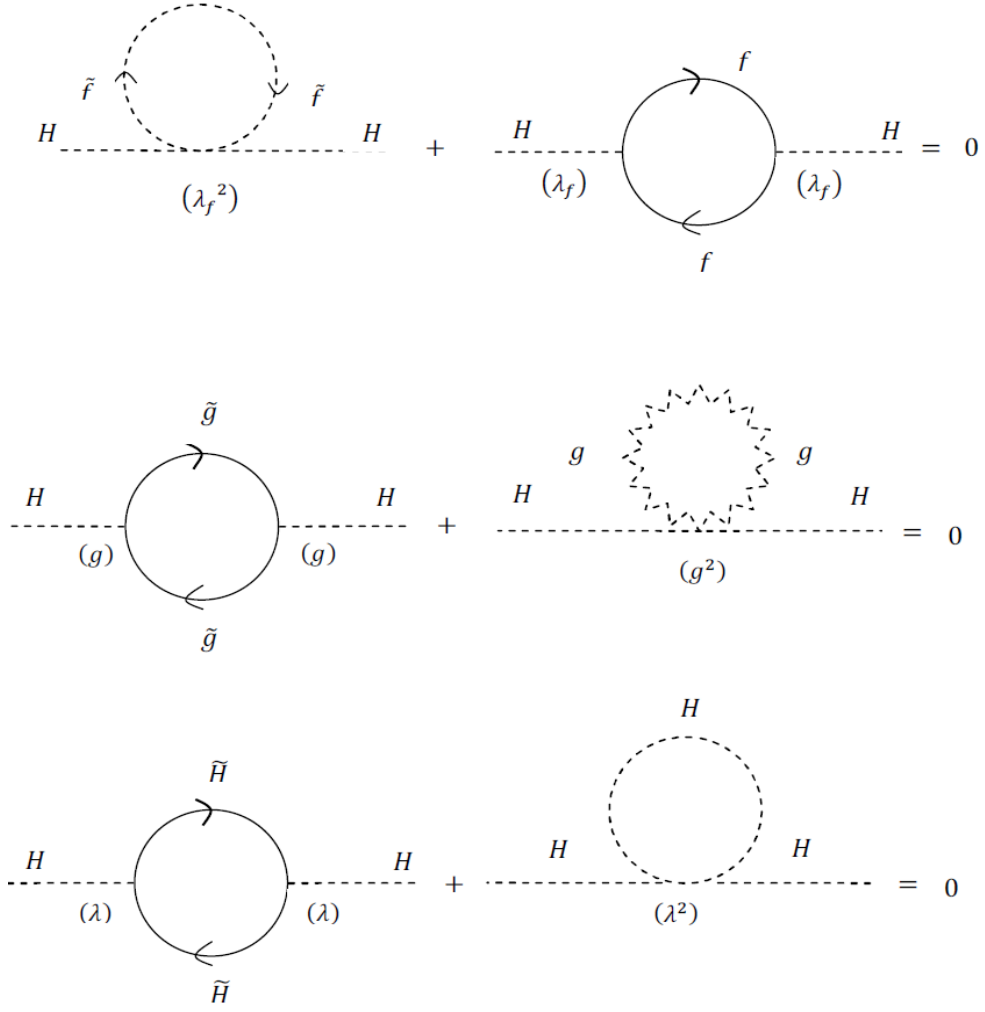 f̃ f̃ f
H H + H H = 0
(λ_f²) (λ_f) (λ_f)
f
g̃
g g
H H + H H = 0
(g) (g) (g²)
g̃
H
H̃
H H + H H = 0
(λ) (λ) (λ²)
H̃